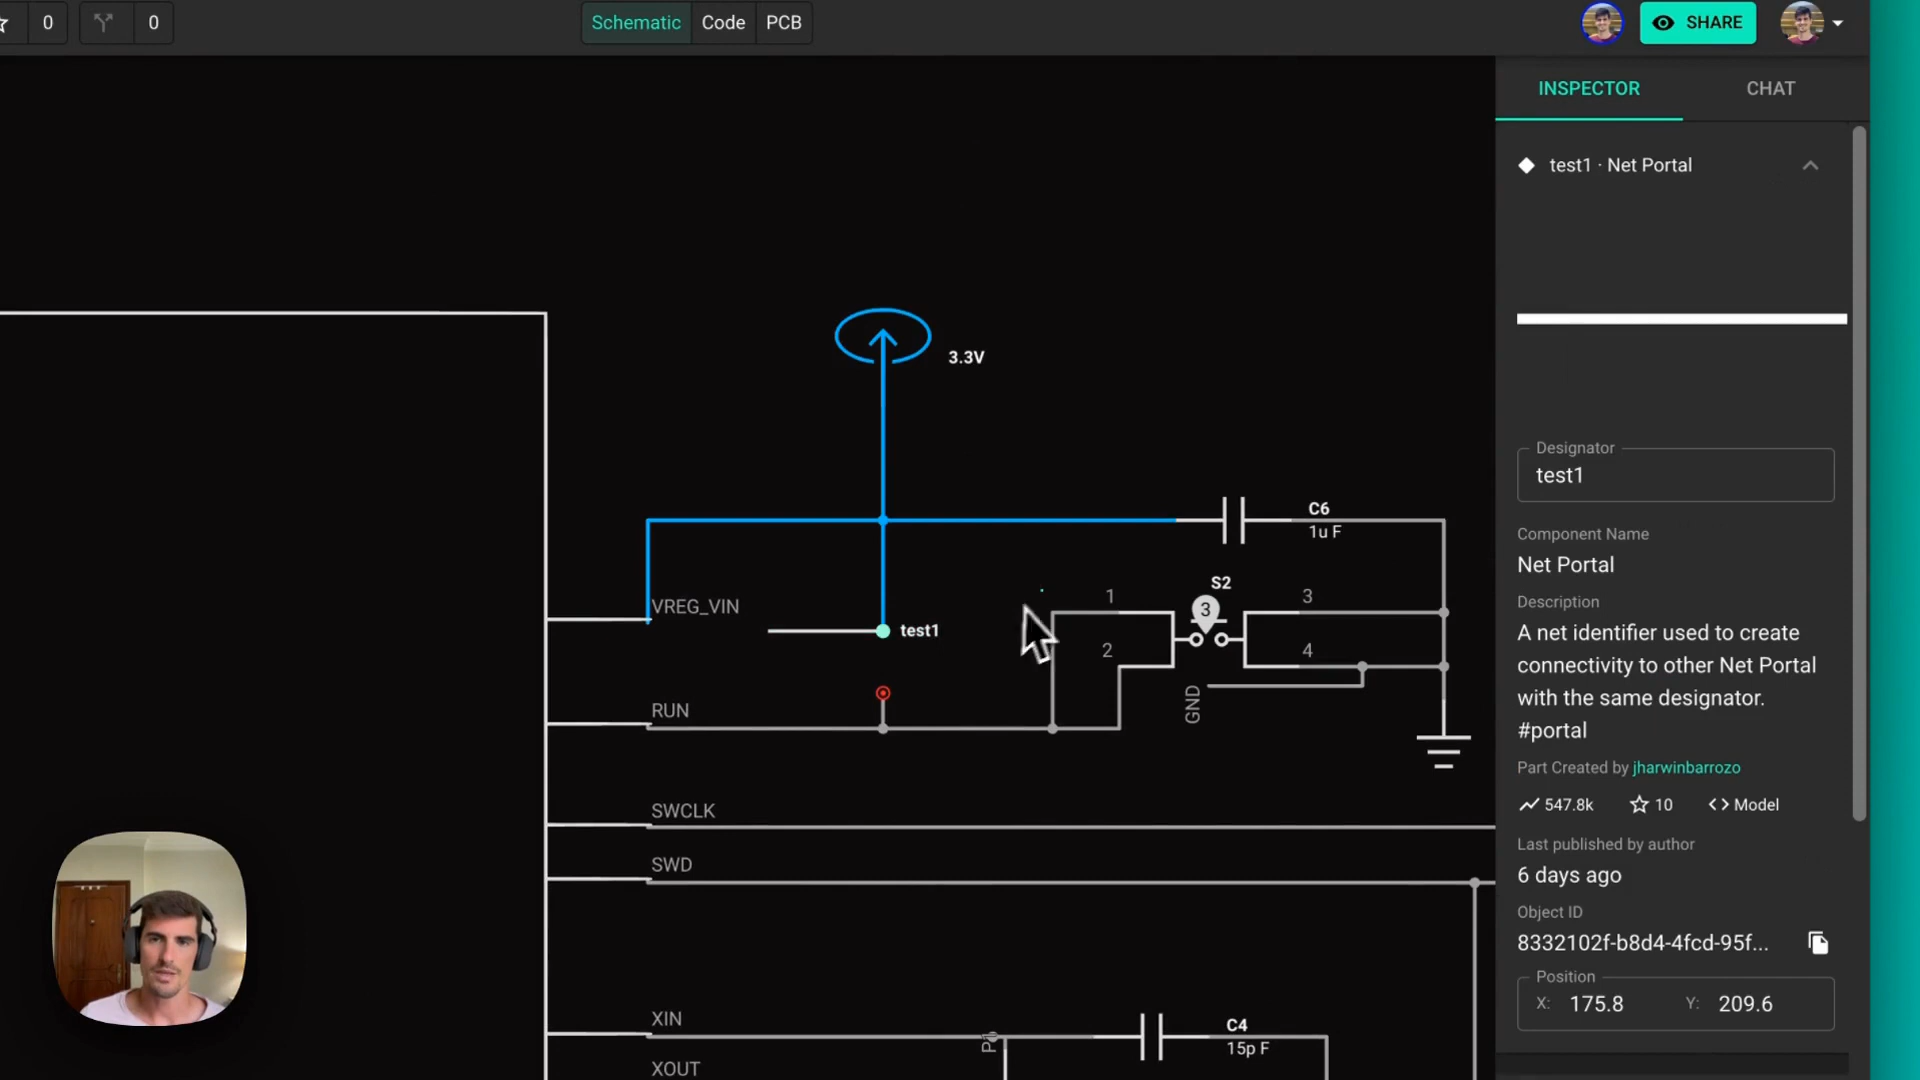 0
0
Schematic
Code
PCB
SHARE
INSPECTOR
CHAT
test1 · Net Portal
3.3V
Designator
test1
C6
1u F
Component Name
Net Portal
Description
A net identifier used to create
connectivity to other Net Portal
with the same designator.
#portal
S2
1
3
3
VREG_VIN
test1
2
4
GND
RUN
Part Created by jharwinbarrozo
547.8k
10
Model
SWCLK
Last published by author
6 days ago
SWD
Object ID
8332102f-b8d4-4fcd-95f...
Position
X: 175.8
Y: 209.6
XIN
C4
15p F
P1
XOUT